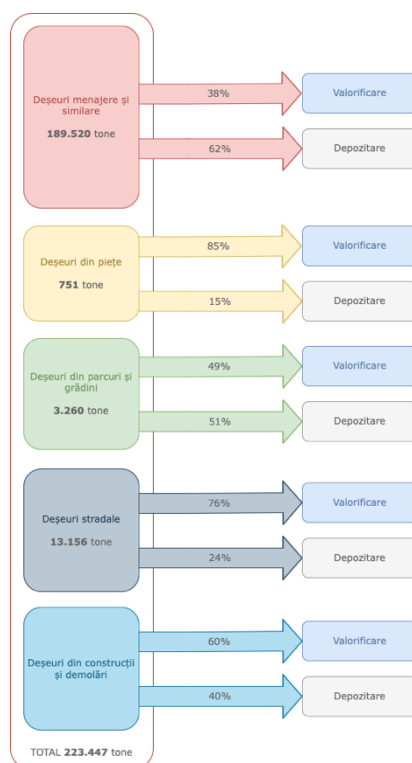 Deșeuri menajere și
similare
189.520 tone
38%
Valorificare
62%
Depozitare
Deșeuri din piețe
751 tone
85%
Valorificare
15%
Depozitare
Deșeuri din parcuri și
grădini
3.260 tone
49%
Valorificare
51%
Depozitare
Deșeuri stradale
13.156 tone
76%
Valorificare
24%
Depozitare
Deșeuri din construcții
și demolări
60%
Valorificare
40%
Depozitare
TOTAL 223.447 tone